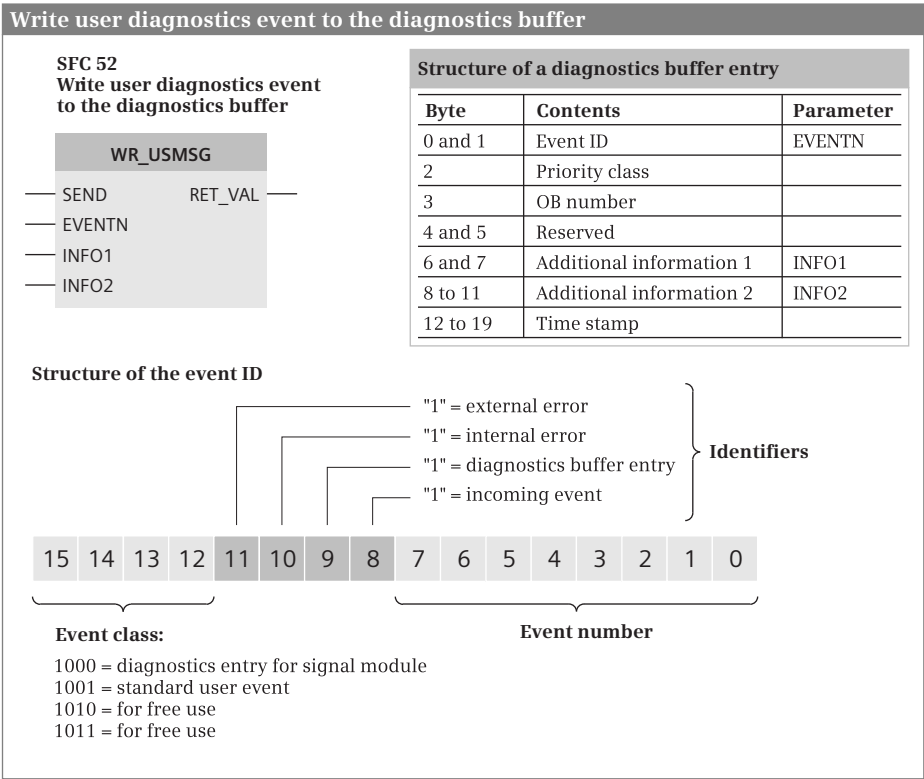 Write user diagnostics event to the diagnostics buffer
SFC 52
Write user diagnostics event
to the diagnostics buffer
WR_USMSG
SEND RET_VAL
EVENTN
INFO1
INFO2
Structure of a diagnostics buffer entry
Byte Contents Parameter
0 and 1 Event ID EVENTN
2 Priority class
3 OB number
4 and 5 Reserved
6 and 7 Additional information 1 INFO1
8 to 11 Additional information 2 INFO2
12 to 19 Time stamp
Structure of the event ID
"1" = external error
"1" = internal error
"1" = diagnostics buffer entry
"1" = incoming event
Identifiers
15 14 13 12 11 10 9 8 7 6 5 4 3 2 1 0
Event class:
1000 = diagnostics entry for signal module
1001 = standard user event
1010 = for free use
1011 = for free use
Event number